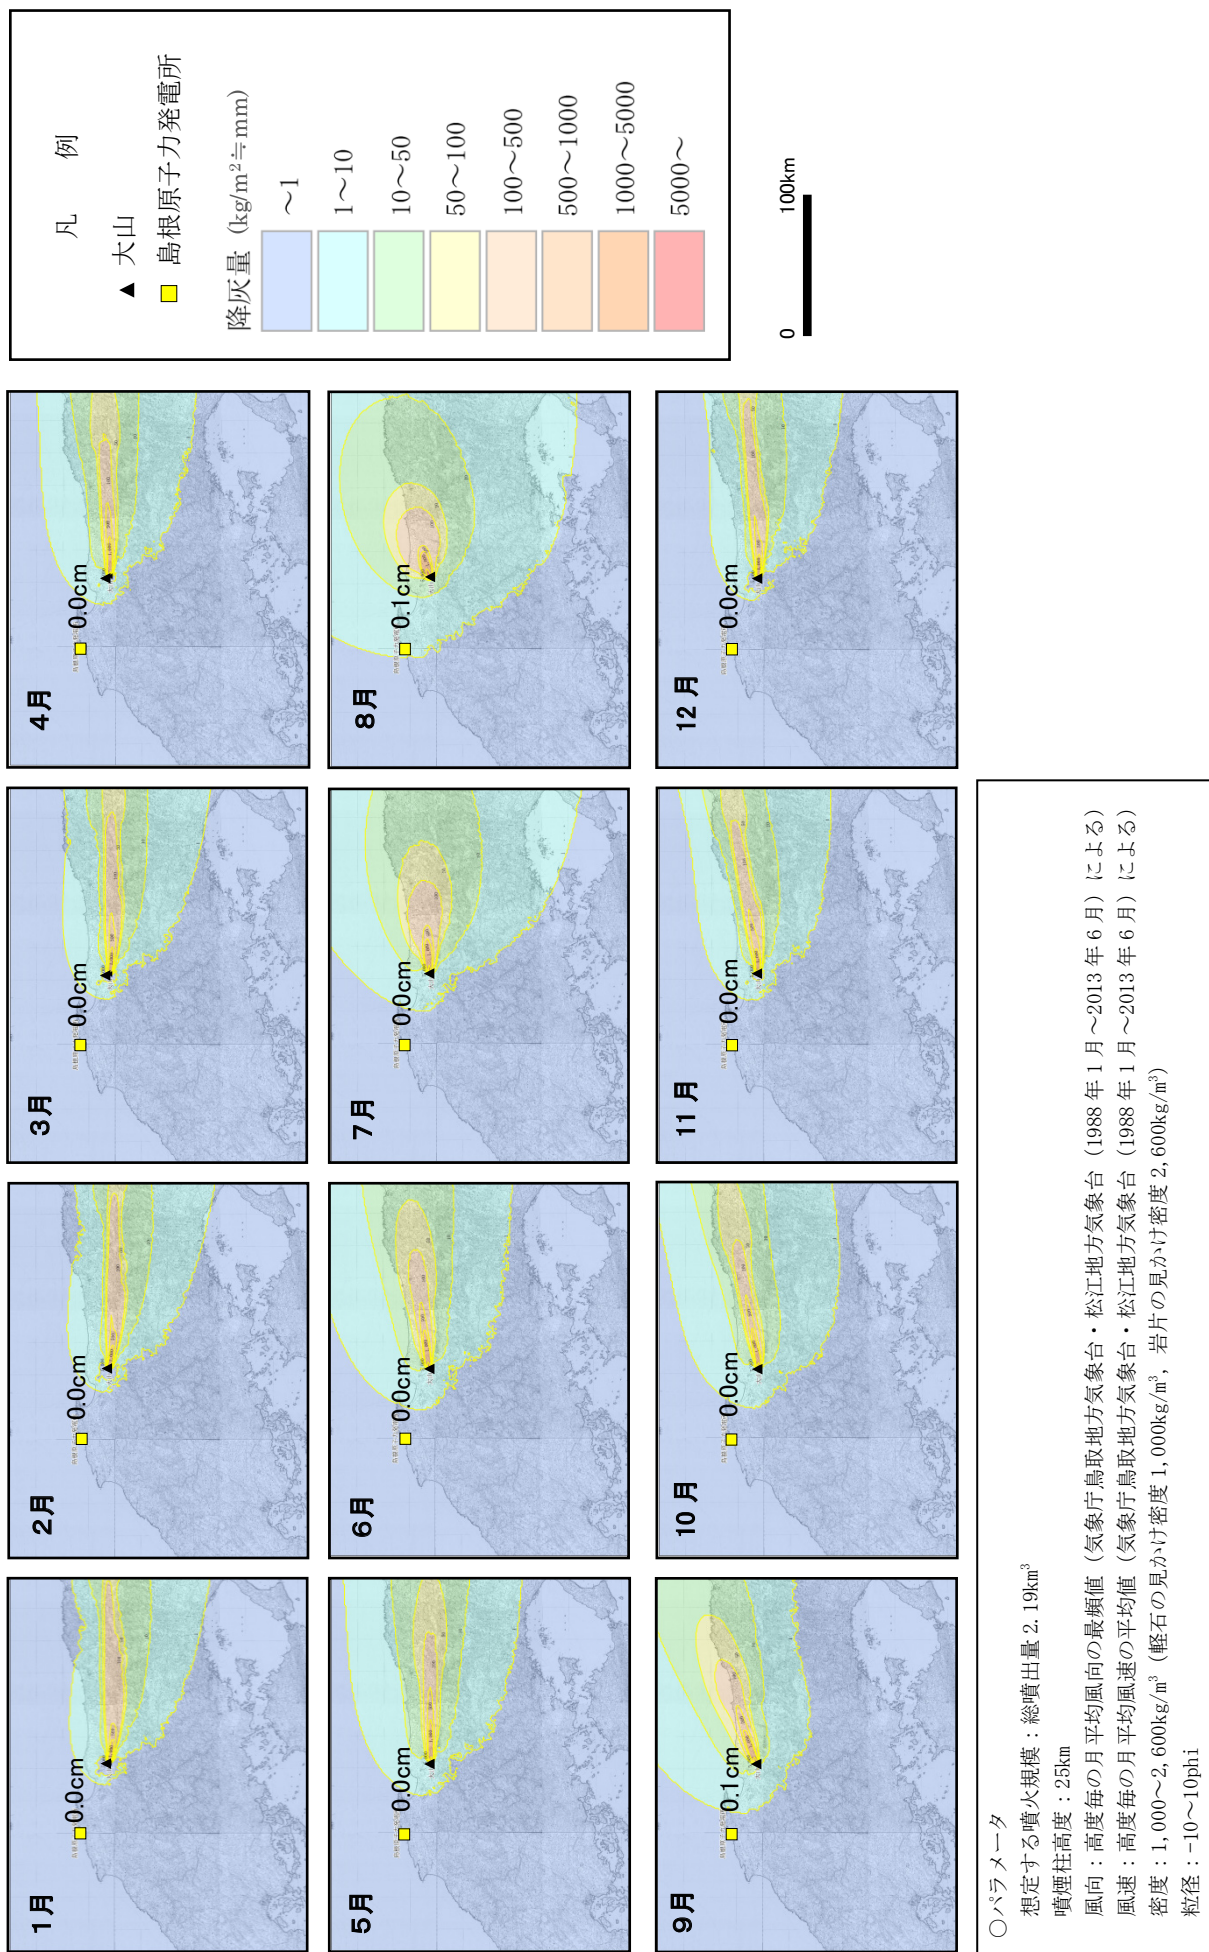 1月
0.0cm
2月
0.0cm
3月
0.0cm
4月
0.0cm
5月
0.0cm
6月
0.0cm
7月
0.0cm
8月
0.1cm
9月
0.1cm
10月
0.0cm
11月
0.0cm
12月
0.0cm
凡 例
▲ 大山
島根原子力発電所
降灰量 (kg/m²≒mm)
～1
1～10
10～50
50～100
100～500
500～1000
1000～5000
5000～
0 100km
○パラメータ
想定する噴火規模：総噴出量 2.19km³
噴煙柱高度：25km
風向：高度毎の月平均風向の最頻値（気象庁鳥取地方気象台・松江地方気象台（1988年1月～2013年6月）による）
風速：高度毎の月平均風速の平均値（気象庁鳥取地方気象台・松江地方気象台（1988年1月～2013年6月）による）
密度：1,000～2,600kg/m³（軽石の見かけ密度 1,000kg/m³，岩片の見かけ密度 2,600kg/m³）
粒径：-10～10phi